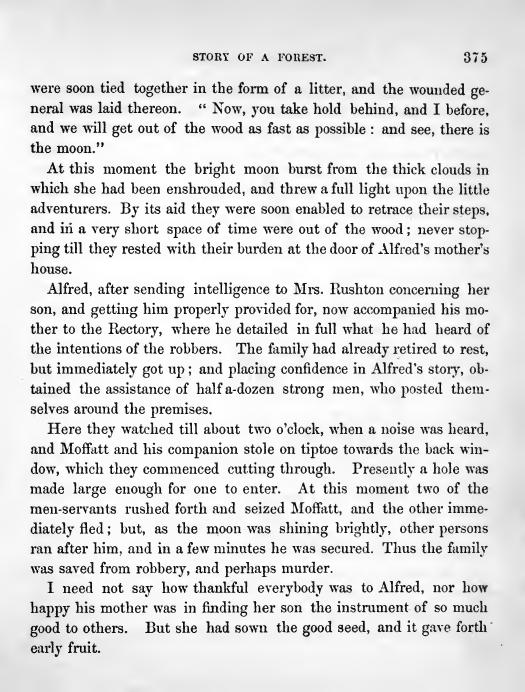 STORY OF A FOREST. 375
were soon tied together in the form of a litter, and the wounded ge-
neral was laid thereon. “ Now, you take hold behind, and I before,
and we will get out of the wood as fast as possible : and see, there is
the moon.”
At this moment the bright moon burst from the thick clouds in
which she had been enshrouded, and threw a full light upon the little
adventurers. By its aid they were soon enabled to retrace their steps,
and in a very short space of time were out of the wood ; never stop-
ping till they rested with their burden at the door of Alfred’s mother’s
house.
Alfred, after sending intelligence to Mrs. Rushton concerning her
son, and getting him properly provided for, now accompanied his mo-
ther to the Rectory, where he detailed in full what he had heard of
the intentions of the robbers. The family had already retired to rest,
but immediately got up ; and placing confidence in Alfred’s story, ob-
tained the assistance of half a-dozen strong men, who posted them-
selves around the premises.
Here they watched till about two o’clock, when a noise was heard,
and Moffatt and his companion stole on tiptoe towards the back win-
dow, which they commenced cutting through. Presently a hole was
made large enough for one to enter. At this moment two of the
men-servants rushed forth and seized Moffatt, and the other imme-
diately fled ; but, as the moon was shining brightly, other persons
ran after him, and in a few minutes he was secured. Thus the family
was saved from robbery, and perhaps murder.
I need not say how thankful everybody was to Alfred, nor how
happy his mother was in finding her son the instrument of so much
good to others. But she had sown the good seed, and it gave forth
early fruit.